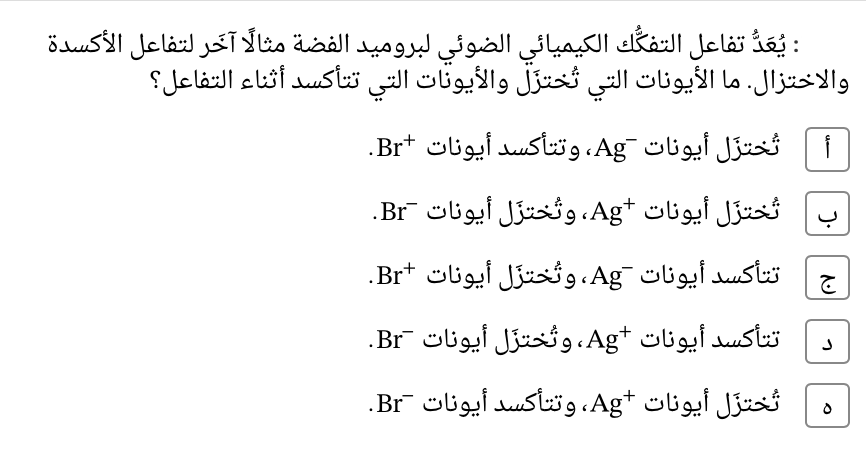 : يُعَدُّ تفاعل التفكُّك الكيميائي الضوئي لبروميد الفضة مثالًا آخر لتفاعل الأكسدة
والاختزال. ما الأيونات التي تُختزَل والأيونات التي تتأكسد أثناء التفاعل؟
أ تُختزَل أيونات Ag⁻، وتتأكسد أيونات Br⁺.
ب تُختزَل أيونات Ag⁺، وتُختزَل أيونات Br⁻.
ج تتأكسد أيونات Ag⁻، وتُختزَل أيونات Br⁺.
د تتأكسد أيونات Ag⁺، وتُختزَل أيونات Br⁻.
ه تُختزَل أيونات Ag⁺، وتتأكسد أيونات Br⁻.